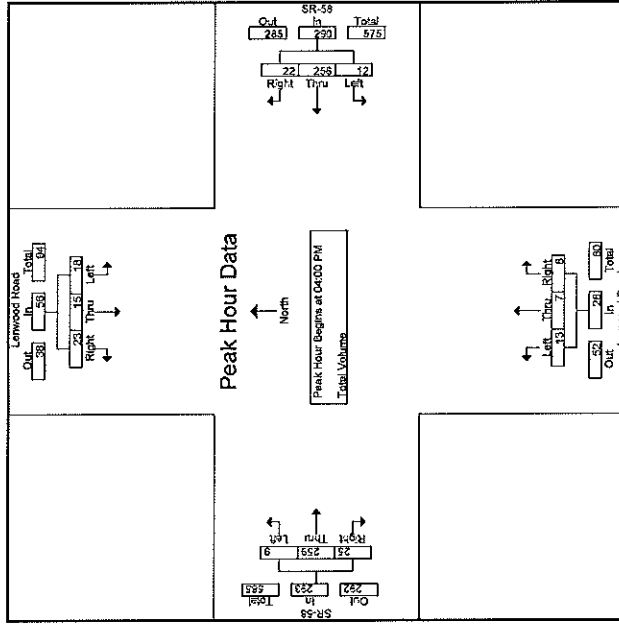 SR-58
Out In Total
285 290 575
22 256 12
Right Thru Left
Lenwood Road
Out In Total
38 56 94
23 15 18
Right Thru Left
Peak Hour Data
North
Peak Hour Begins at 04:00 PM
Total Volume
Left Thru Right
13 7 8
52 28 80
Out In Total
Left Thru Right
9 259 25
585 293 292
Total In Out
SR-58